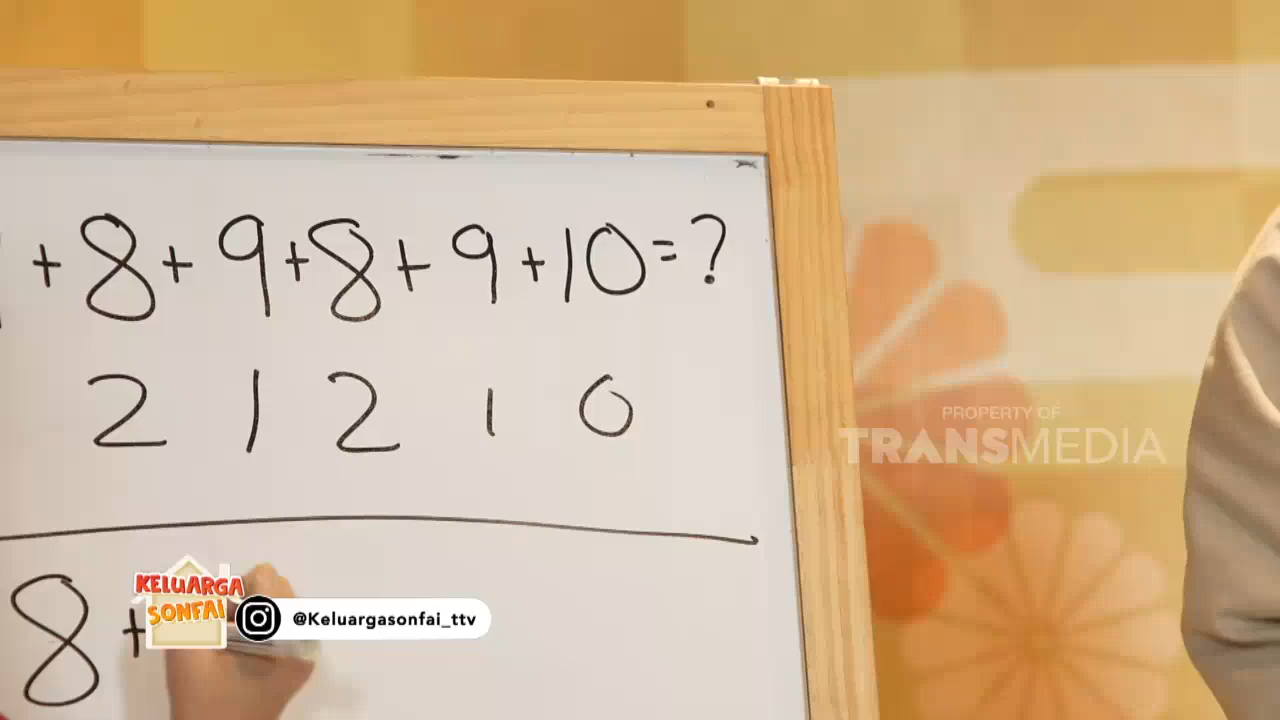 +8+9+8+9+10=?
2 1 2 1 0
8+
PROPERTY OF
TRANSMEDIA
KELUARGA
SONFAI
@Keluargasonfai_ttv